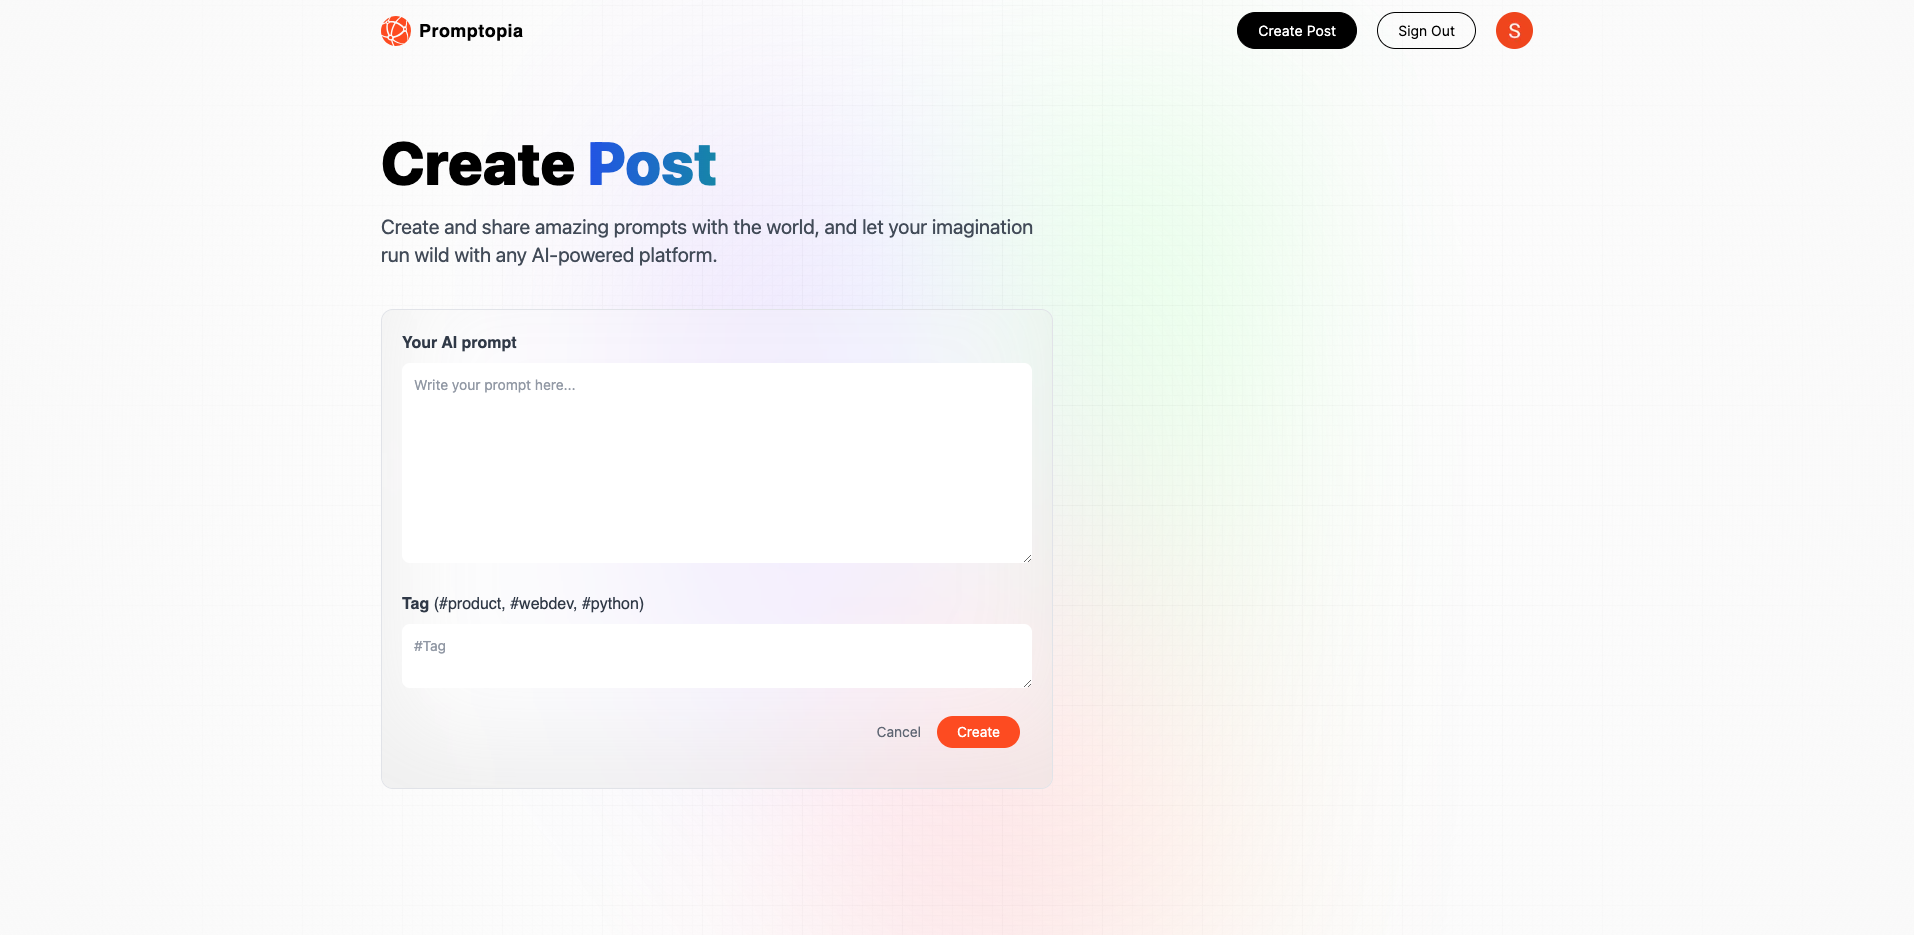 Promptopia
Create Post
Sign Out
S
Create Post
Create and share amazing prompts with the world, and let your imagination
run wild with any AI-powered platform.
Your AI prompt
Write your prompt here...
Tag (#product, #webdev, #python)
#Tag
Cancel
Create